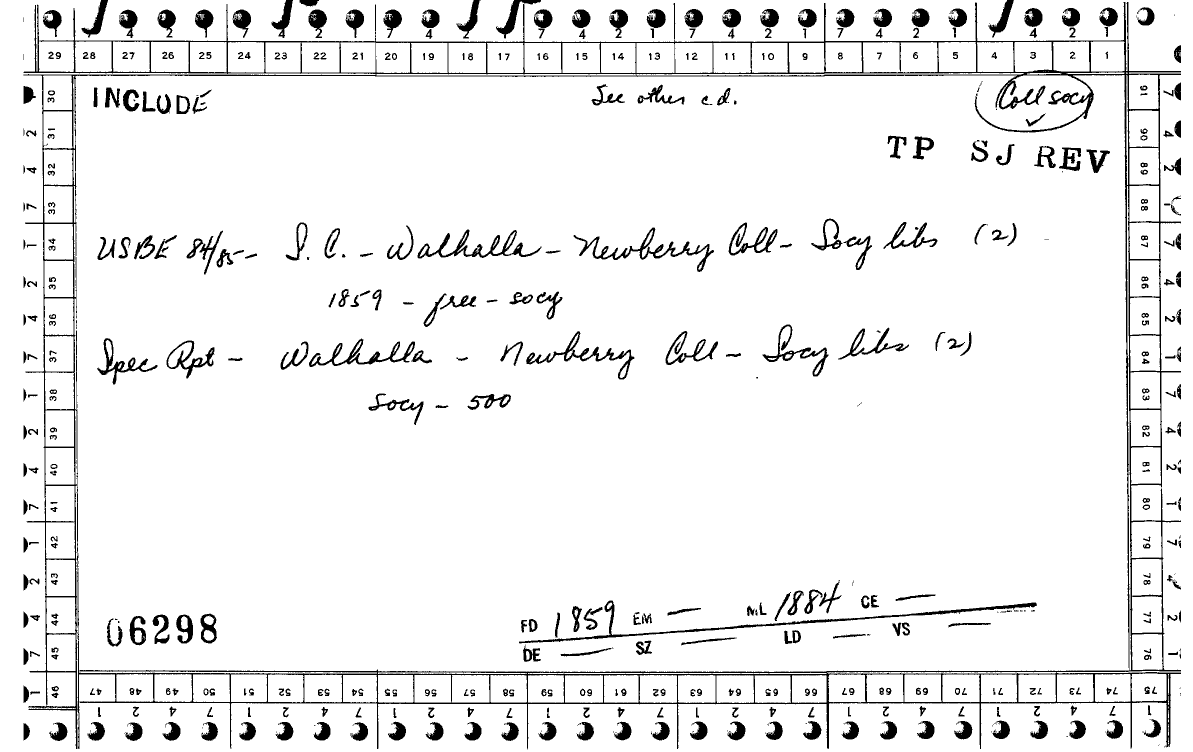 7 4 2 1 7 4 2 1 7 4 2 1 7 4 2 1 7 4 2 1 7 4 2 1 7 4 2 1
29 28 27 26 25 24 23 22 21 20 19 18 17 16 15 14 13 12 11 10 9 8 7 6 5 4 3 2 1
INCLUDE See other cd. Coll socy
TP SJ REV
USBE 84/85 - S. C. - Walhalla - Newberry Coll - Socy libs (2)
1859 - free - socy
Spec Rpt - Walhalla - Newberry Coll - Socy libs (2)
Socy - 500
06298
FD 1859 EM — ML 1884 CE —
DE — SZ — LD — VS —
30 31 32 33 34 35 36 37 38 39 40 41 42 43 44 45 46
91 90 89 88 87 86 85 84 83 82 81 80 79 78 77 76 75
47 48 49 50 51 52 53 54 55 56 57 58 59 60 61 62 63 64 65 66 67 68 69 70 71 72 73 74
1 2 4 7 1 2 4 7 1 2 4 7 1 2 4 7 1 2 4 7 1 2 4 7 1 2 4 7 1